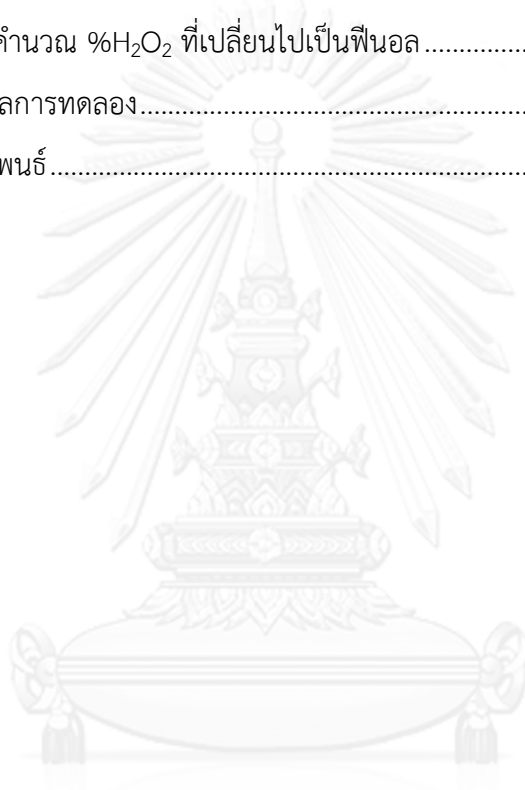 คำนวณ %H₂O₂ ที่เปลี่ยนไปเป็นฟีนอล................
ลการทดลอง..........................................................
พนธ์.......................................................................